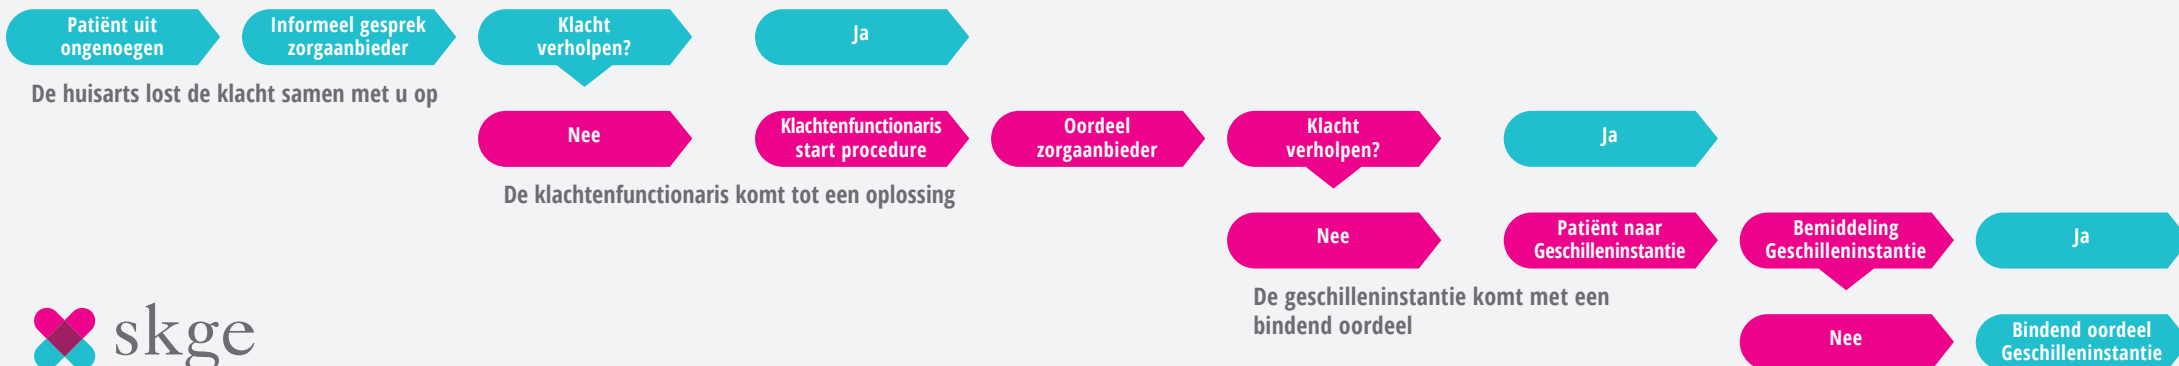 Patiënt uit
ongenoegen
Informeel gesprek
zorgaanbieder
Klacht
verholpen?
Ja
De huisarts lost de klacht samen met u op
Nee
Klachtenfunctionaris
start procedure
Oordeel
zorgaanbieder
Klacht
verholpen?
Ja
De klachtenfunctionaris komt tot een oplossing
Nee
Patiënt naar
Geschilleninstantie
Bemiddeling
Geschilleninstantie
Ja
De geschilleninstantie komt met een
bindend oordeel
Nee
Bindend oordeel
Geschilleninstantie
skge